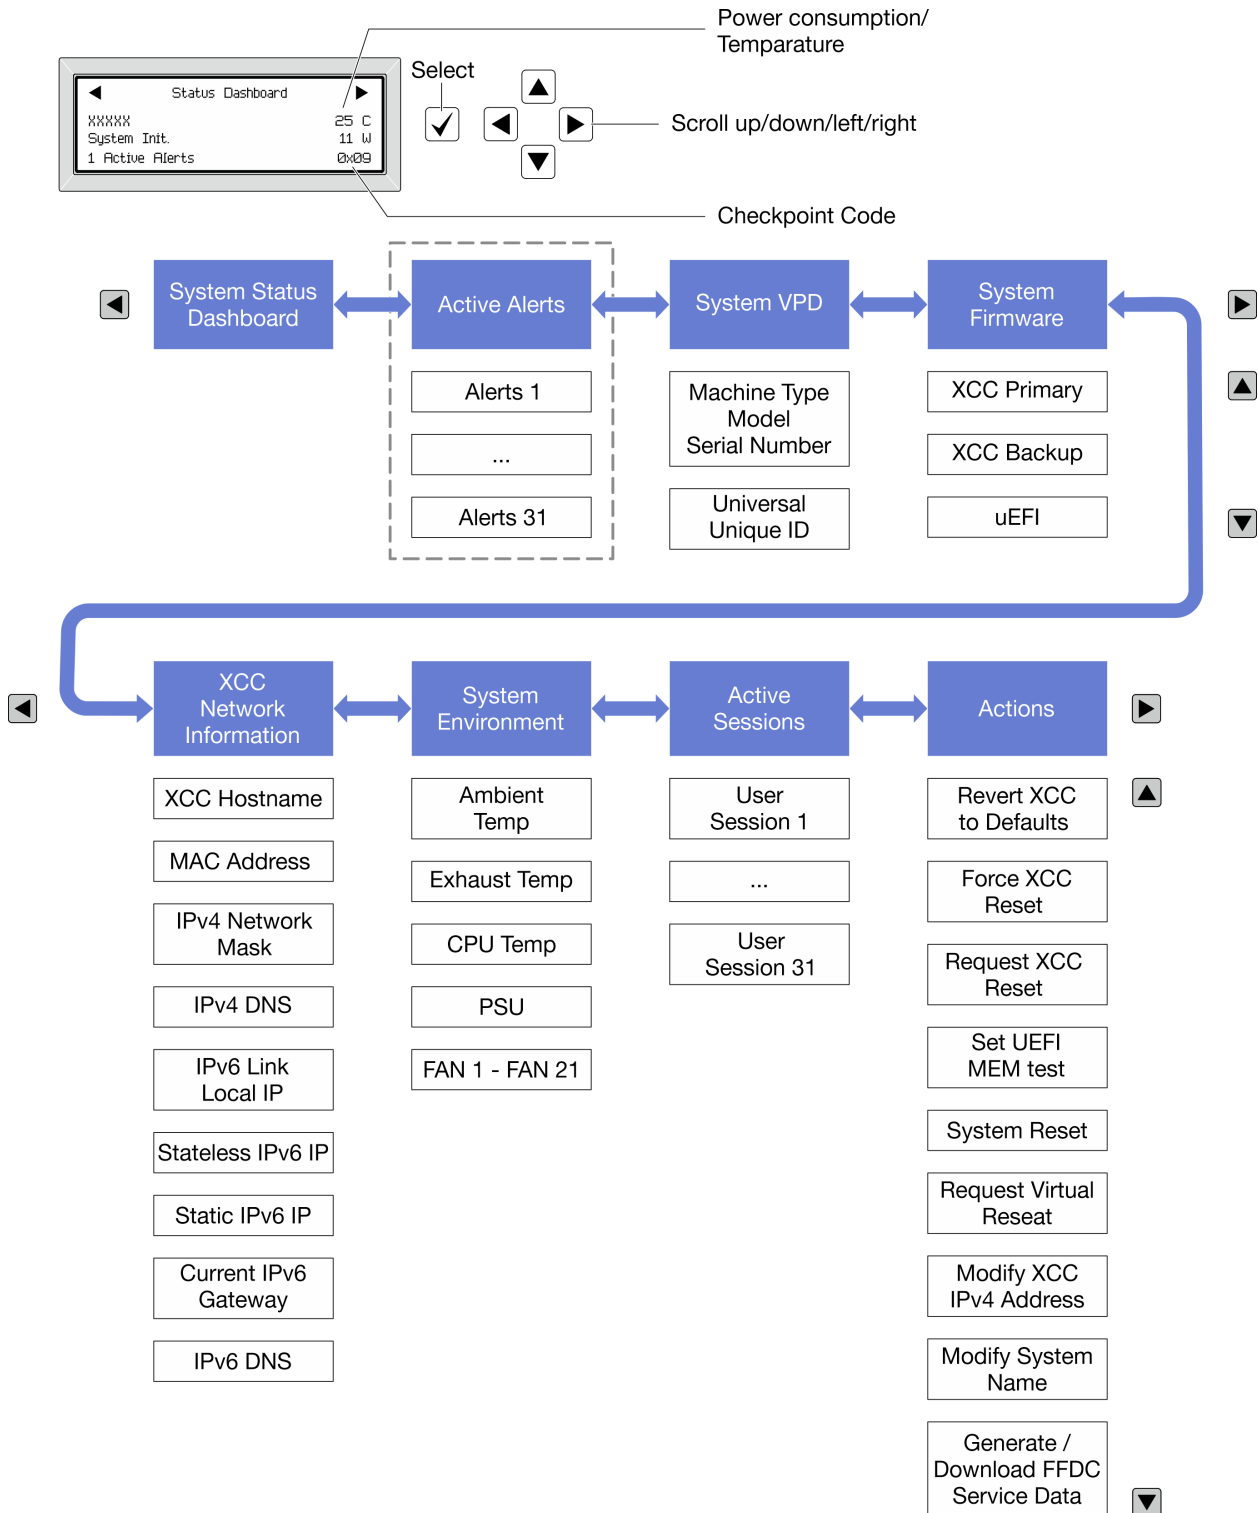 Power consumption/
Temparature
Select
Status Dashboard
XXXXX 25 C
System Init. 11 W
1 Active Alerts 0x09
Scroll up/down/left/right
Checkpoint Code
System Status
Dashboard
Active Alerts
System VPD
System
Firmware
Alerts 1
...
Alerts 31
Machine Type
Model
Serial Number
Universal
Unique ID
XCC Primary
XCC Backup
uEFI
XCC
Network
Information
System
Environment
Active
Sessions
Actions
XCC Hostname
MAC Address
IPv4 Network
Mask
IPv4 DNS
IPv6 Link
Local IP
Stateless IPv6 IP
Static IPv6 IP
Current IPv6
Gateway
IPv6 DNS
Ambient
Temp
Exhaust Temp
CPU Temp
PSU
FAN 1 - FAN 21
User
Session 1
...
User
Session 31
Revert XCC
to Defaults
Force XCC
Reset
Request XCC
Reset
Set UEFI
MEM test
System Reset
Request Virtual
Reseat
Modify XCC
IPv4 Address
Modify System
Name
Generate /
Download FFDC
Service Data